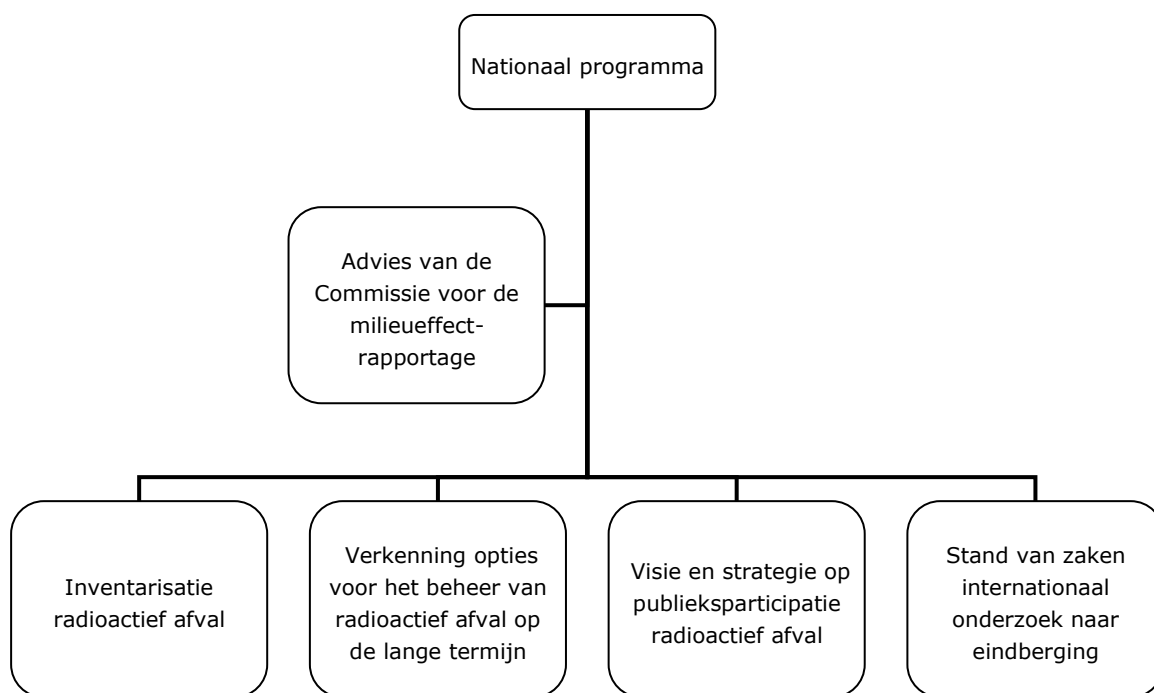 Nationaal programma
Advies van de
Commissie voor de
milieueffect-
rapportage
Inventarisatie
radioactief afval
Verkenning opties
voor het beheer van
radioactief afval op
de lange termijn
Visie en strategie op
publieksparticipatie
radioactief afval
Stand van zaken
internationaal
onderzoek naar
eindberging